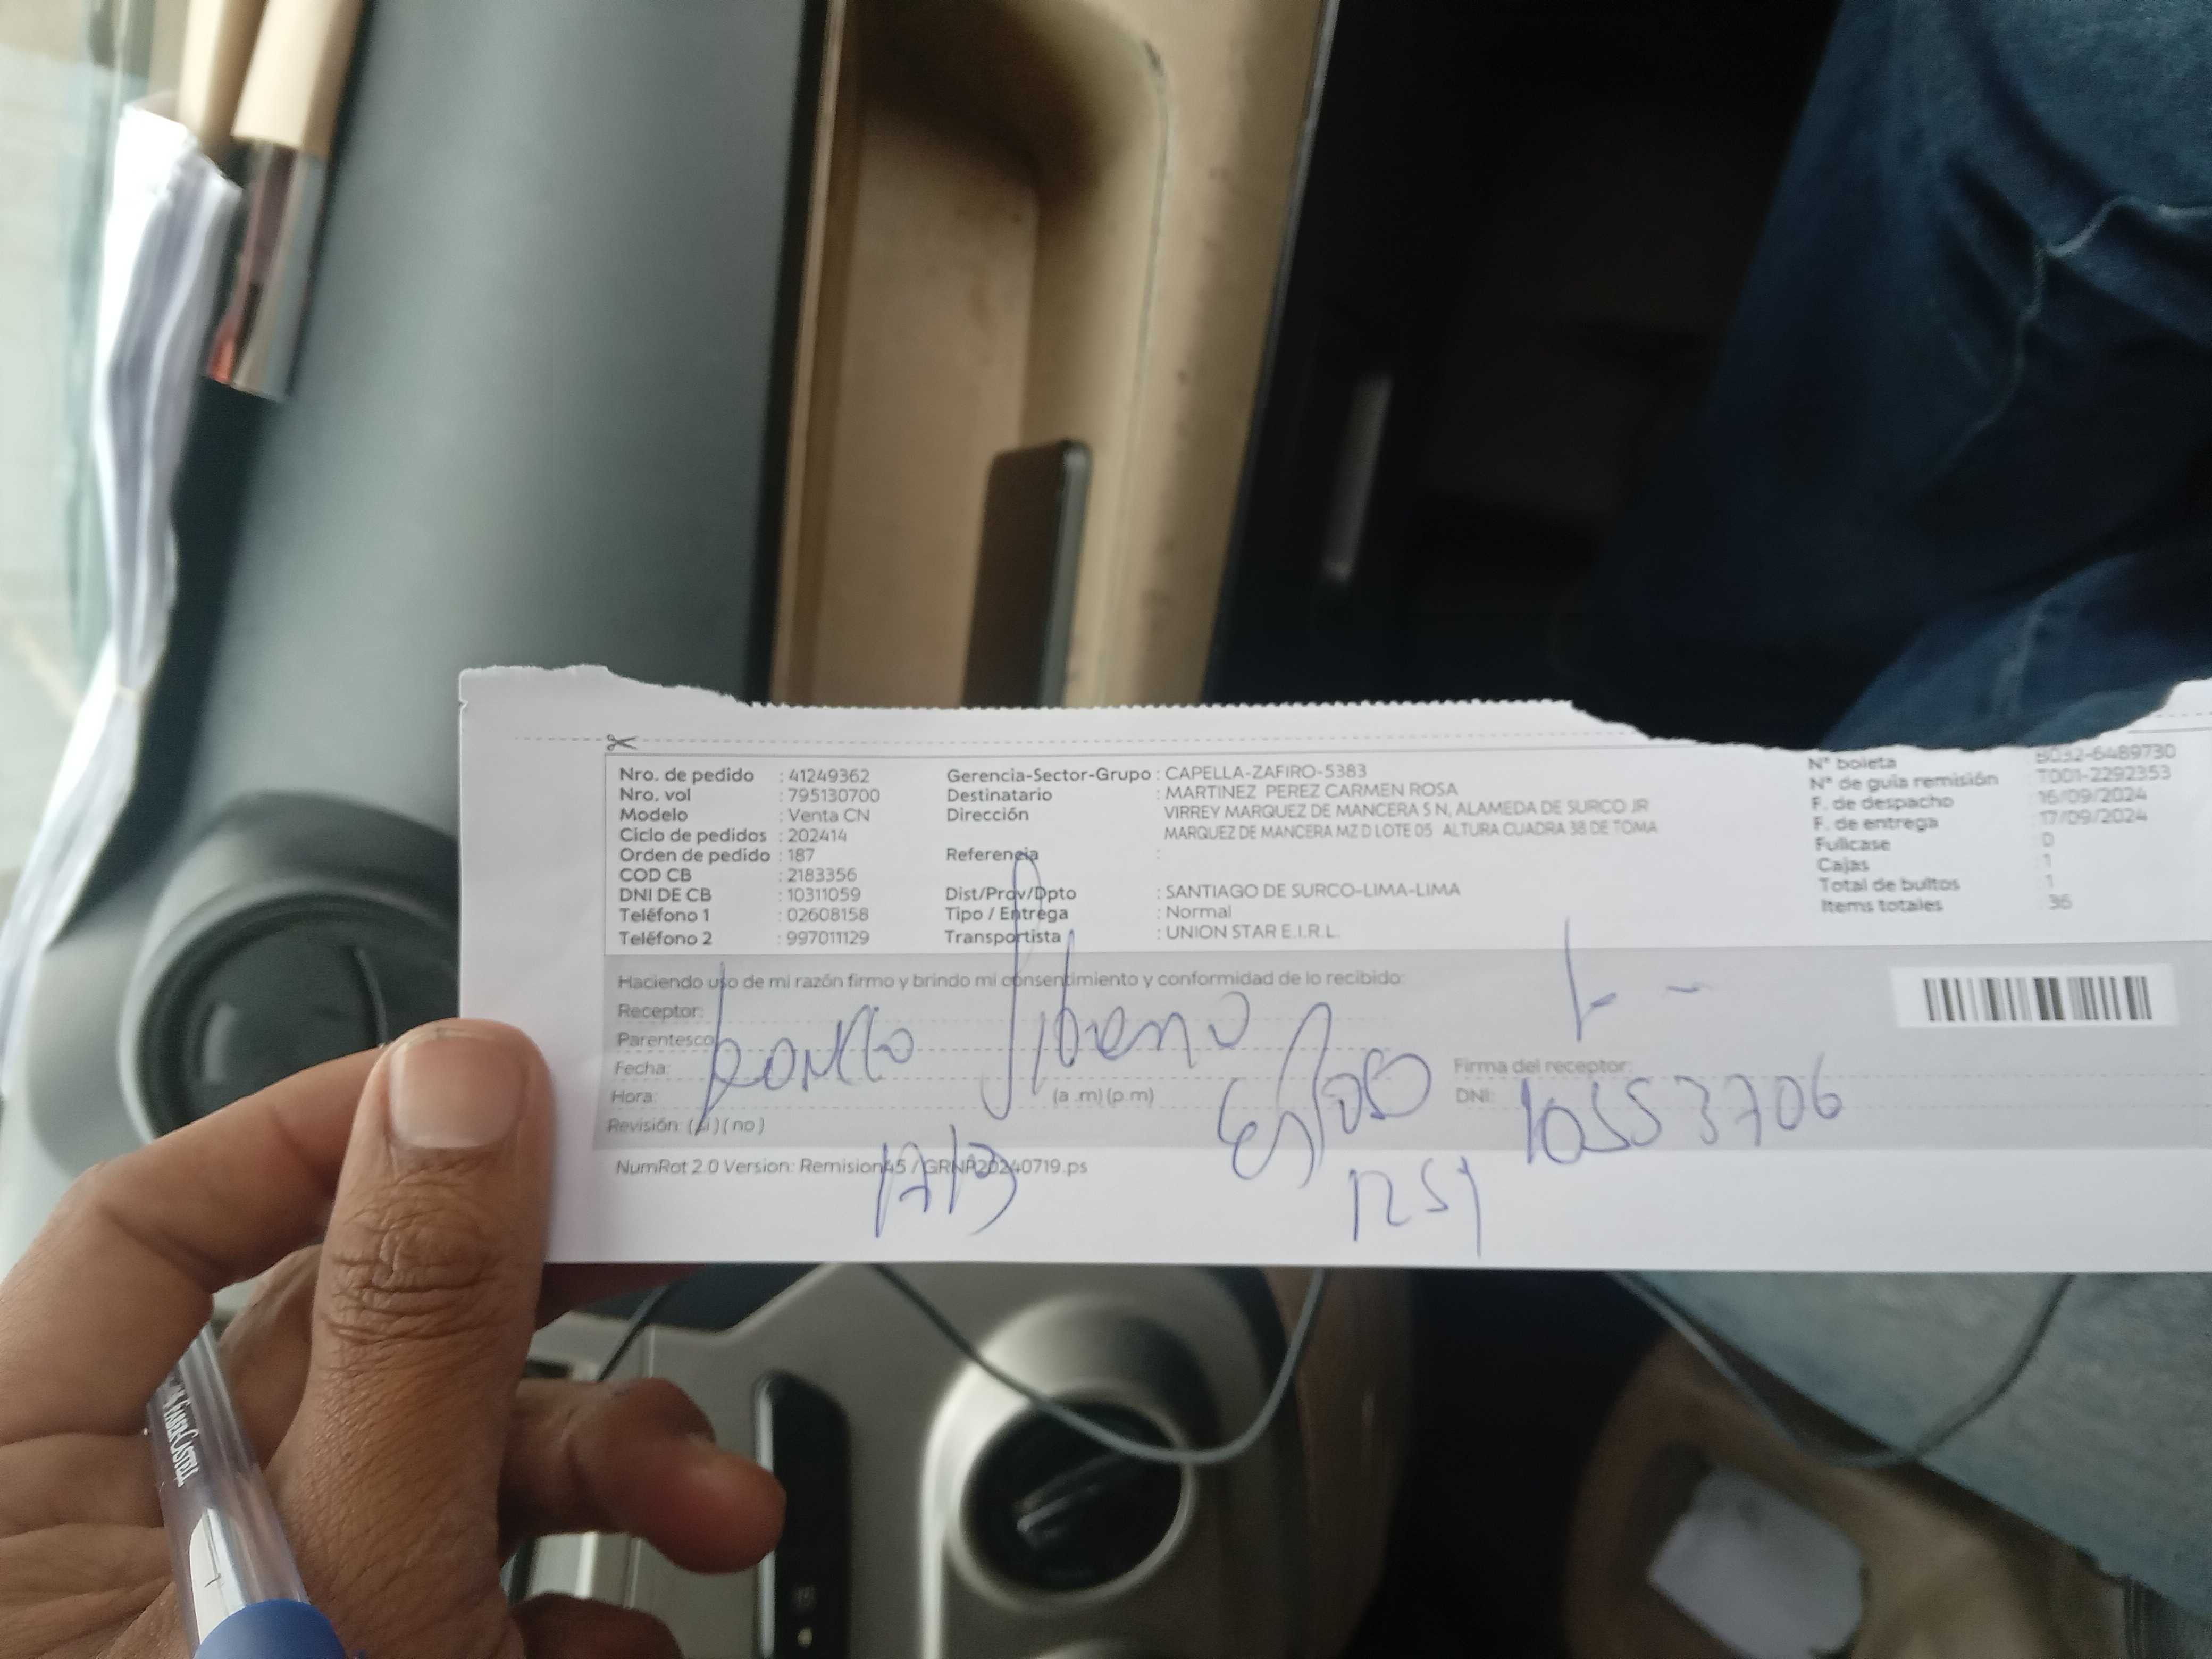 Nro. de pedido : 41249362
Nro. vol : 795130700
Modelo : Venta CN
Ciclo de pedidos : 202414
Orden de pedido : 187
COD CB : 2183356
DNI DE CB : 10311059
Teléfono 1 : 02608158
Teléfono 2 : 997011129
Gerencia-Sector-Grupo : CAPELLA-ZAFIRO-5383
Destinatario : MARTINEZ PEREZ CARMEN ROSA
Dirección VIRREY MARQUEZ DE MANCERA S N, ALAMEDA DE SURCO JR
MARQUEZ DE MANCERA MZ D LOTE 05 ALTURA CUADRA 38 DE TOMA
Referencia :
Dist/Prov/Dpto : SANTIAGO DE SURCO-LIMA-LIMA
Tipo / Entrega : Normal
Transportista : UNION STAR E.I.R.L.
N° boleta B032-6489730
N° de guía remisión T001-2292353
F. de despacho 16/09/2024
F. de entrega 17/09/2024
Fullcase 0
Cajas 1
Total de bultos 1
Items totales 36
Haciendo uso de mi razón firmo y brindo mi consentimiento y conformidad de lo recibido:
Receptor:
Parentesco
Fecha:
Hora: (a .m) (p.m)
Revisión: (si) ( no )
Esposo
Firma del receptor:
DNI: 10553706
NumRot 2.0 Version: Remision45 / GRNP20240719.ps
1251
FABER-CASTELL